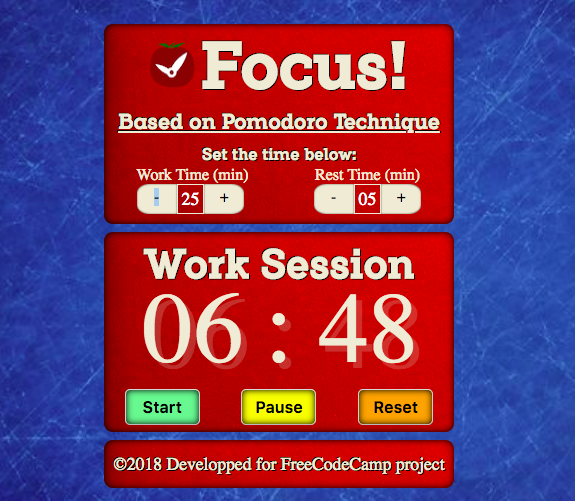 Focus!
Based on Pomodoro Technique
Set the time below:
Work Time (min) Rest Time (min)
- 25 + - 05 +
Work Session
06 : 48
Start Pause Reset
©2018 Developped for FreeCodeCamp project